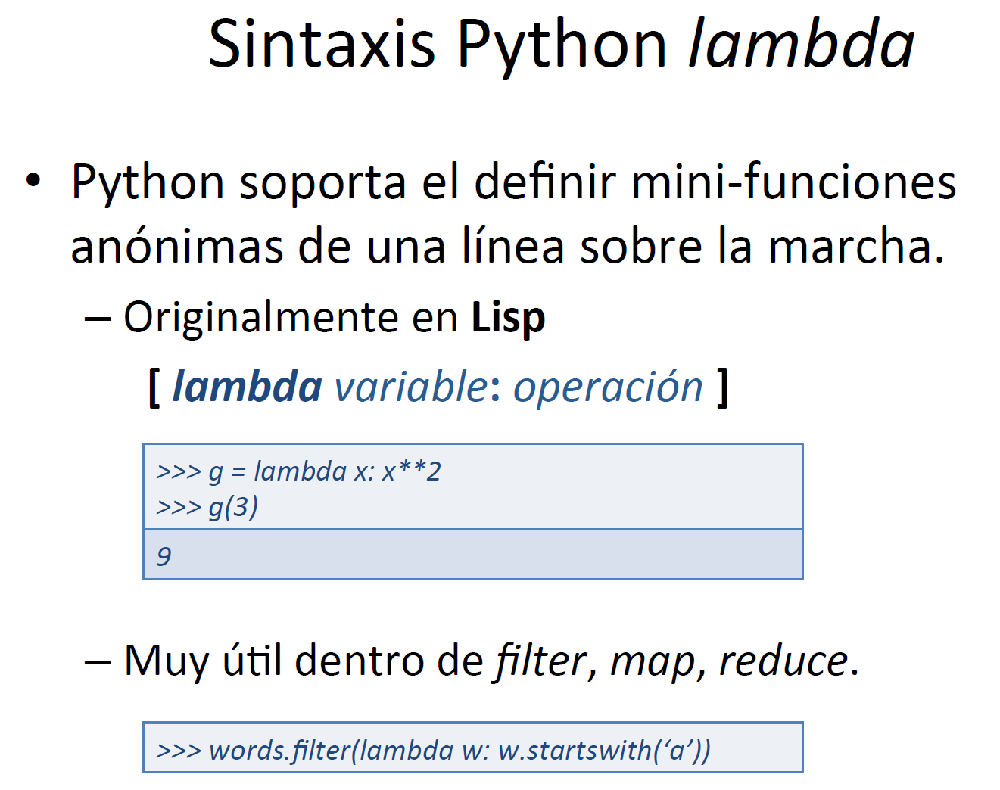 Sintaxis Python lambda
• Python soporta el definir mini-funciones
anónimas de una línea sobre la marcha.
– Originalmente en Lisp
[ lambda variable: operación ]
>>> g = lambda x: x**2
>>> g(3)
9
– Muy útil dentro de filter, map, reduce.
>>> words.filter(lambda w: w.startswith(‘a’))